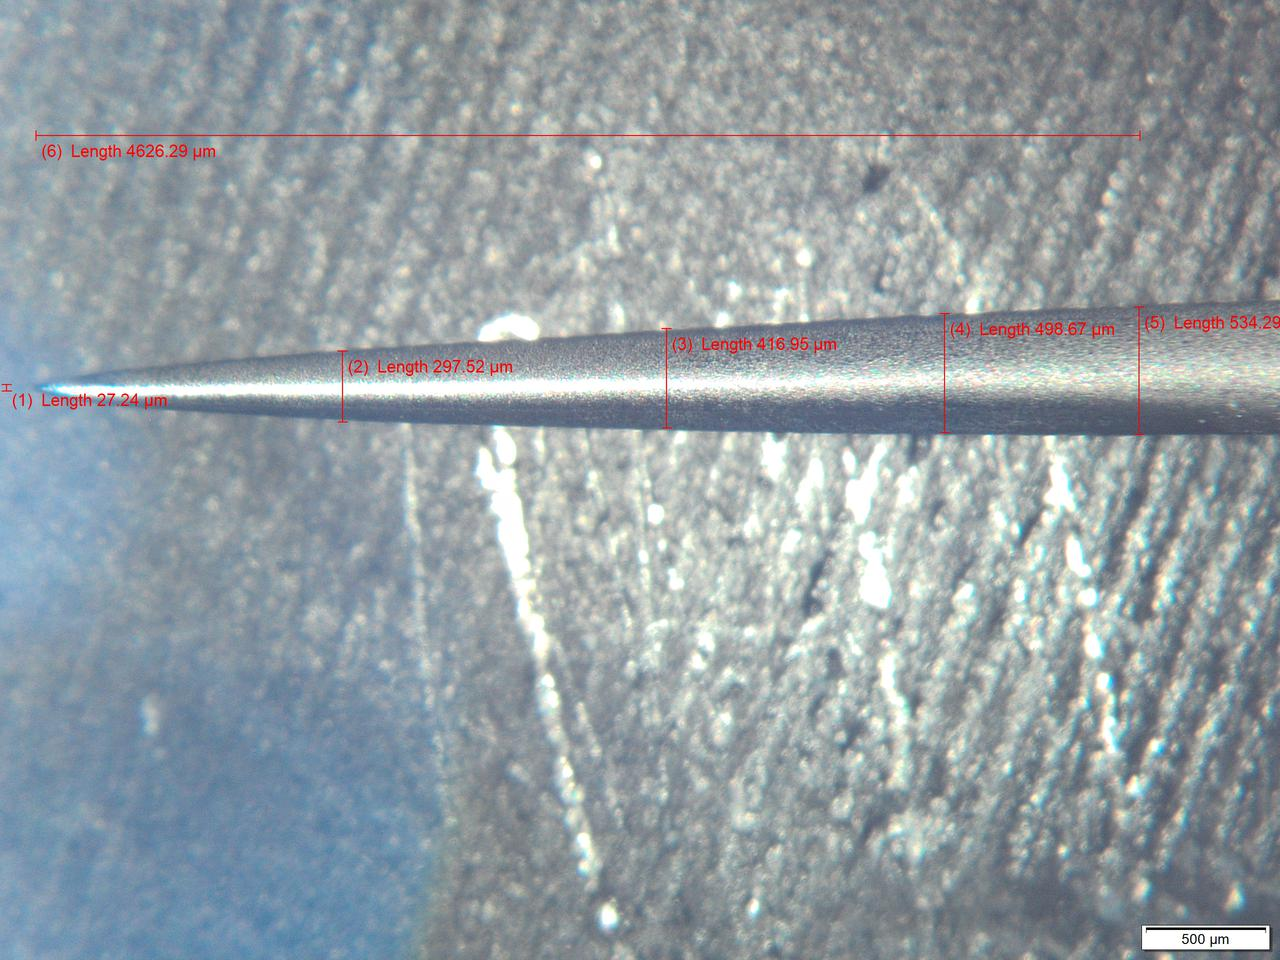 (6) Length 4626.29 µm
(5) Length 534.29
(4) Length 498.67 µm
(3) Length 416.95 µm
(2) Length 297.52 µm
(1) Length 27.24 µm
500 µm